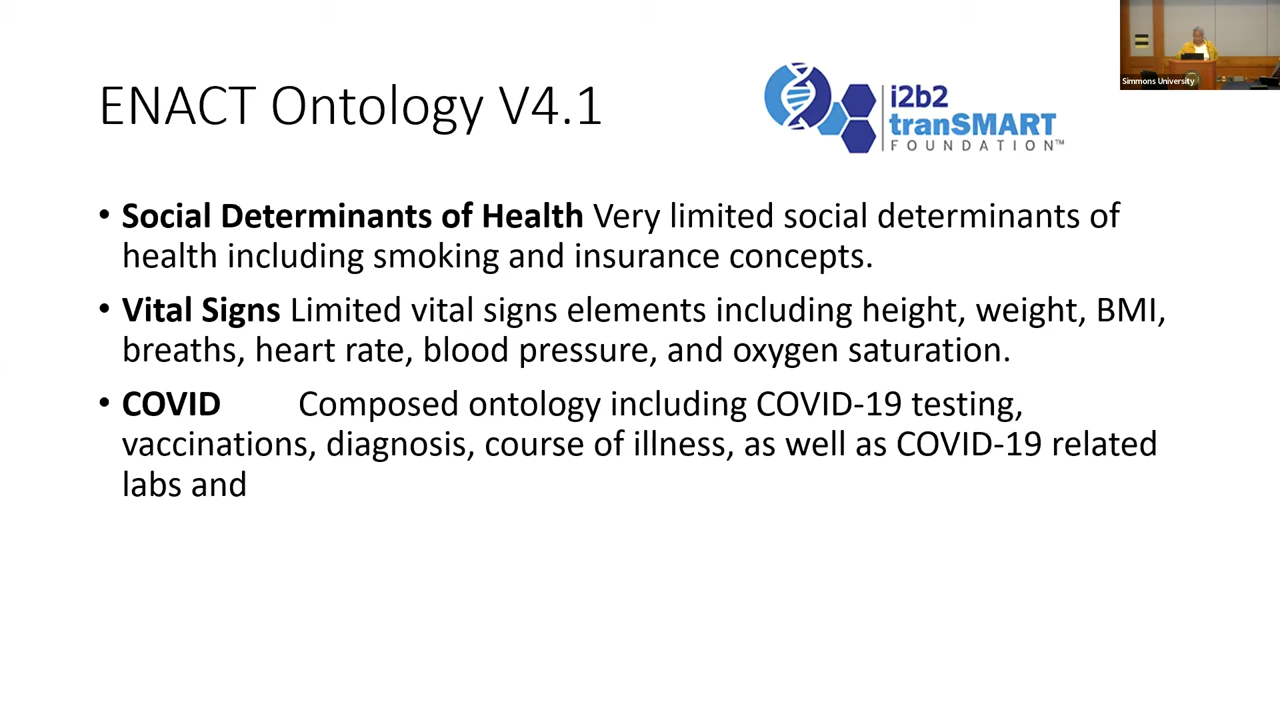 ENACT Ontology V4.1
i2b2
tranSMART
FOUNDATION™
Simmons University
• Social Determinants of Health Very limited social determinants of
health including smoking and insurance concepts.
• Vital Signs Limited vital signs elements including height, weight, BMI,
breaths, heart rate, blood pressure, and oxygen saturation.
• COVID Composed ontology including COVID-19 testing,
vaccinations, diagnosis, course of illness, as well as COVID-19 related
labs and